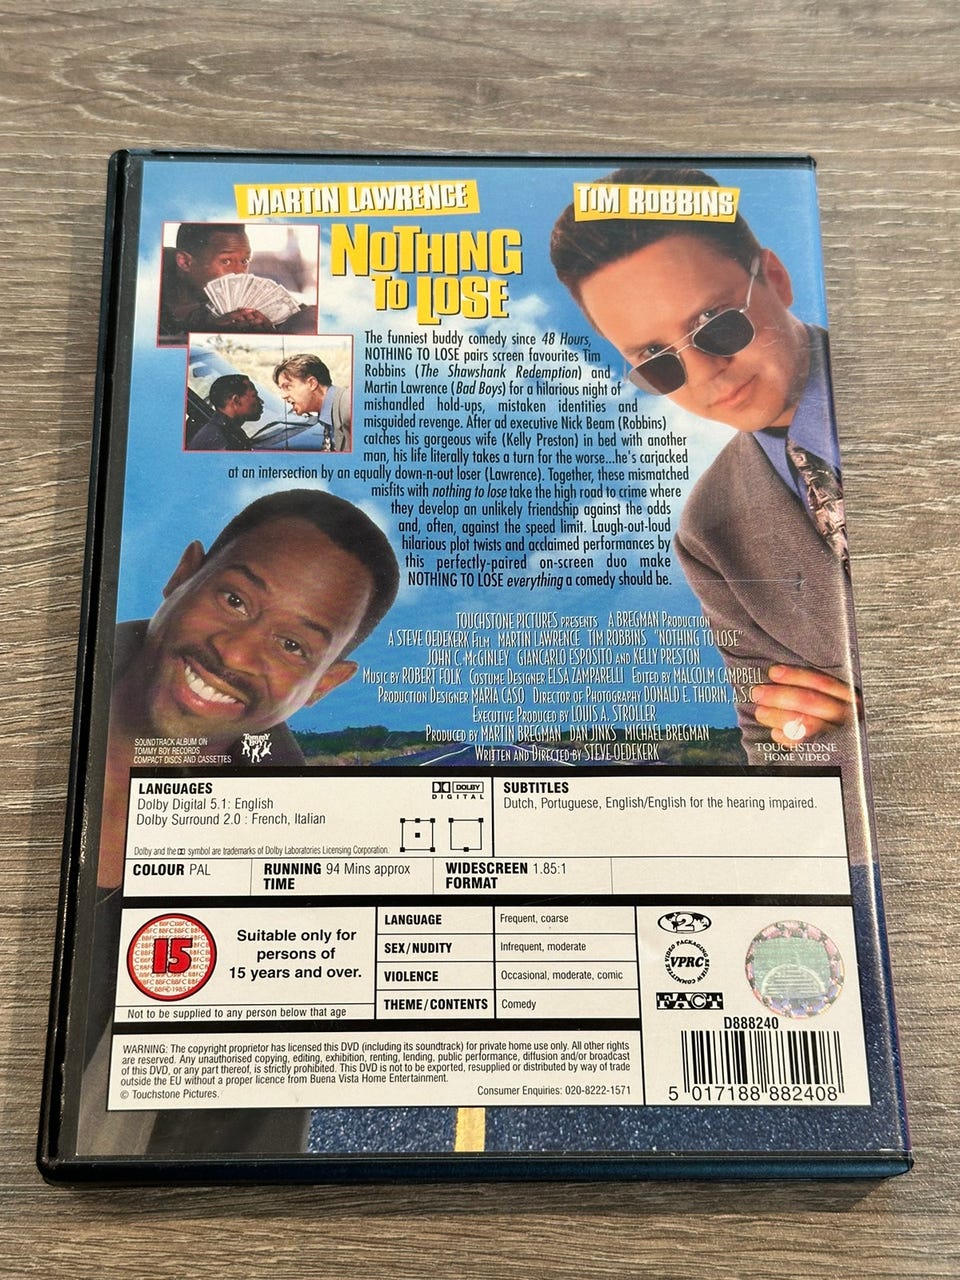 MARTIN LAWRENCE
TIM ROBBINS
NOTHING
TO LOSE
The funniest buddy comedy since 48 Hours,
NOTHING TO LOSE pairs screen favourites Tim
Robbins (The Shawshank Redemption) and
Martin Lawrence (Bad Boys) for a hilarious night of
mishandled hold-ups, mistaken identities and
misguided revenge. After ad executive Nick Beam (Robbins)
catches his gorgeous wife (Kelly Preston) in bed with another
man, his life literally takes a turn for the worse...he's carjacked
at an intersection by an equally down-n-out loser (Lawrence). Together, these mismatched
misfits with nothing to lose take the high road to crime where
they develop an unlikely friendship against the odds
and, often, against the speed limit. Laugh-out-loud
hilarious plot twists and acclaimed performances by
this perfectly-paired on-screen duo make
NOTHING TO LOSE everything a comedy should be.
TOUCHSTONE PICTURES PRESENTS A BREGMAN PRODUCTION
A STEVE OEDEKERK FILM MARTIN LAWRENCE TIM ROBBINS "NOTHING TO LOSE"
JOHN C. McGINLEY GIANCARLO ESPOSITO AND KELLY PRESTON
MUSIC BY ROBERT FOLK COSTUME DESIGNER ELSA ZAMPARELLI EDITED BY MALCOLM CAMPBELL
PRODUCTION DESIGNER MARIA CASO DIRECTOR OF PHOTOGRAPHY DONALD E. THORIN, A.S.C.
EXECUTIVE PRODUCED BY LOUIS A. STROLLER
PRODUCED BY MARTIN BREGMAN DAN JINKS MICHAEL BREGMAN
WRITTEN AND DIRECTED BY STEVE OEDEKERK
SOUNDTRACK ALBUM ON
TOMMY BOY RECORDS
COMPACT DISCS AND CASSETTES
Tommy Boy
TOUCHSTONE
HOME VIDEO
LANGUAGES
Dolby Digital 5.1: English
Dolby Surround 2.0 : French, Italian
DOLBY
DIGITAL
Dolby and the symbol are trademarks of Dolby Laboratories Licensing Corporation.
SUBTITLES
Dutch, Portuguese, English/English for the hearing impaired.
COLOUR PAL
RUNNING TIME 94 Mins approx
WIDESCREEN FORMAT 1.85:1
15
Suitable only for
persons of
15 years and over.
Not to be supplied to any person below that age
LANGUAGE Frequent, coarse
SEX/NUDITY Infrequent, moderate
VIOLENCE Occasional, moderate, comic
THEME/CONTENTS Comedy
2
VIDEO PACKAGING REVIEW COMMITTEE
VPRC
FACT
D888240
5 017188 882408
WARNING: The copyright proprietor has licensed this DVD (including its soundtrack) for private home use only. All other rights
are reserved. Any unauthorised copying, editing, exhibition, renting, lending, public performance, diffusion and/or broadcast
of this DVD, or any part thereof, is strictly prohibited. This DVD is not to be exported, resupplied or distributed by way of trade
outside the EU without a proper licence from Buena Vista Home Entertainment.
© Touchstone Pictures.
Consumer Enquiries: 020-8222-1571